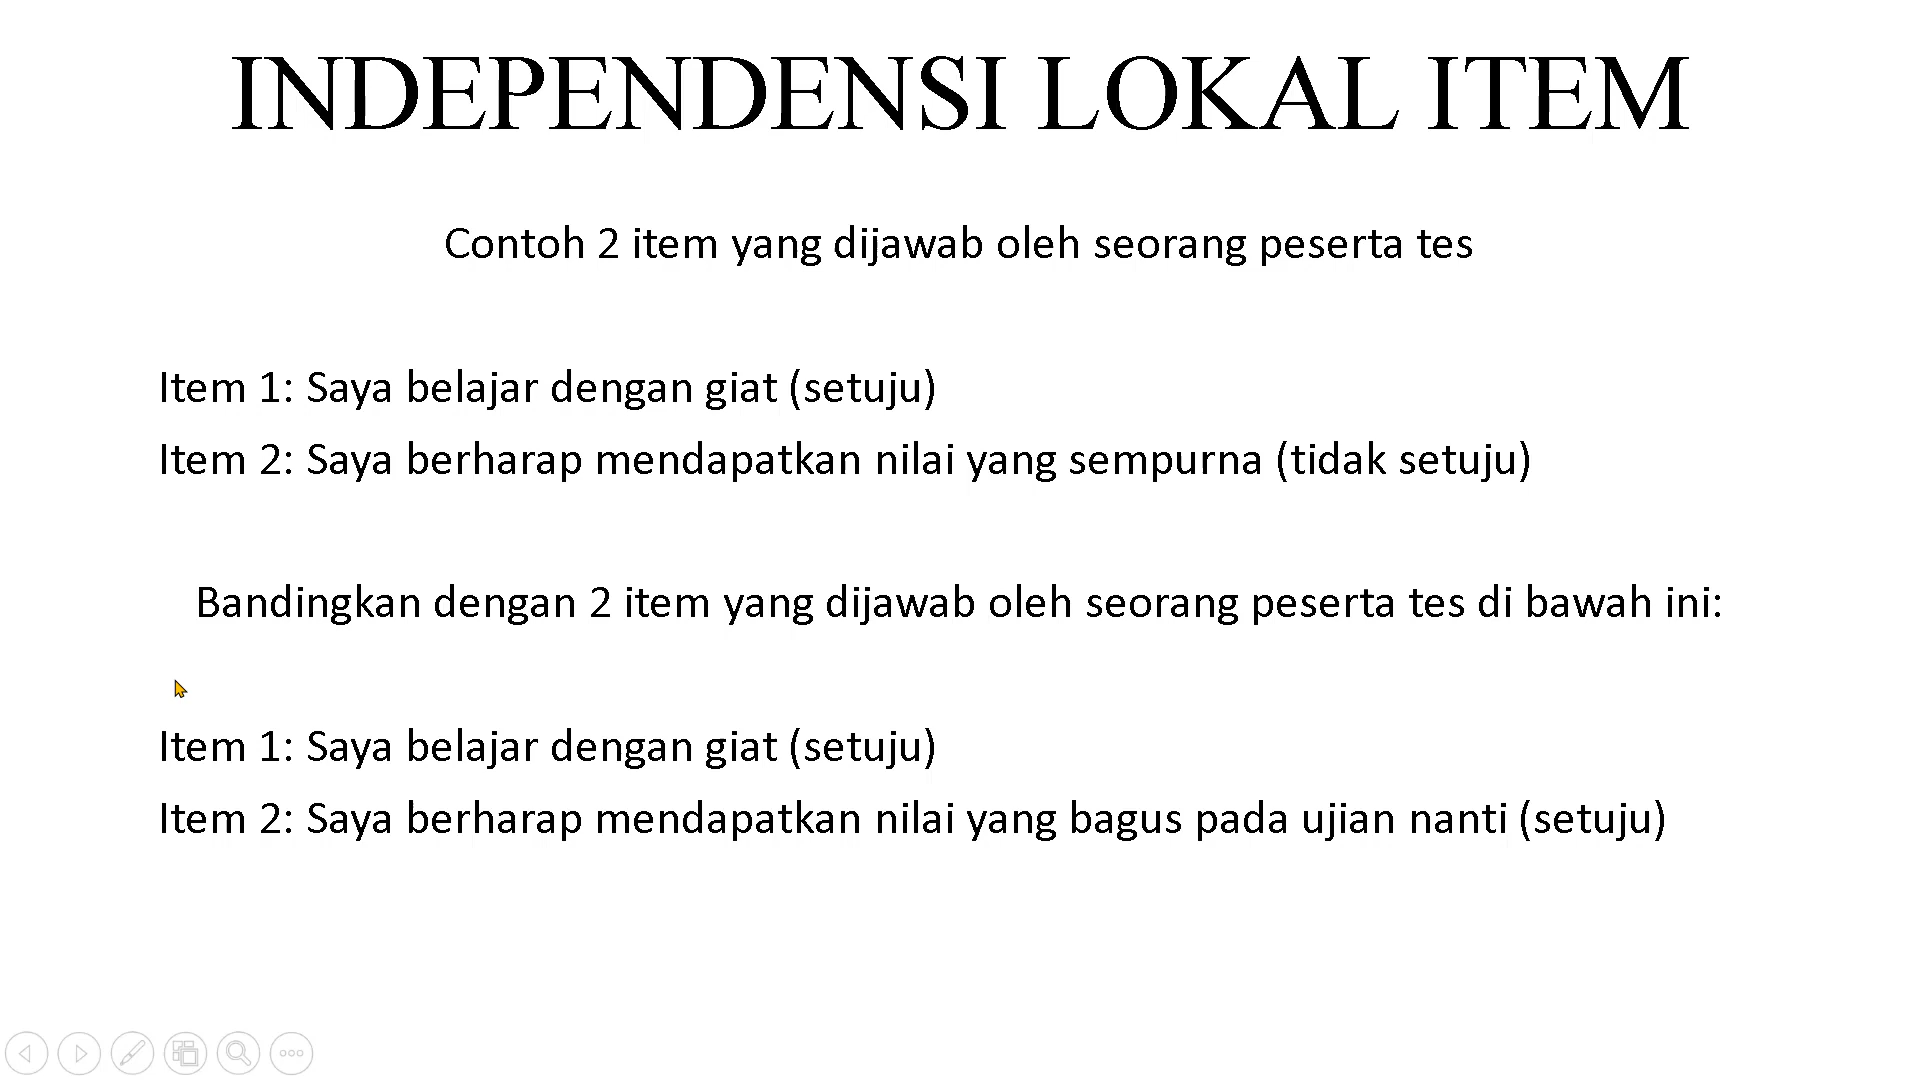 INDEPENDENSI LOKAL ITEM
Contoh 2 item yang dijawab oleh seorang peserta tes
Item 1: Saya belajar dengan giat (setuju)
Item 2: Saya berharap mendapatkan nilai yang sempurna (tidak setuju)
Bandingkan dengan 2 item yang dijawab oleh seorang peserta tes di bawah ini:
Item 1: Saya belajar dengan giat (setuju)
Item 2: Saya berharap mendapatkan nilai yang bagus pada ujian nanti (setuju)